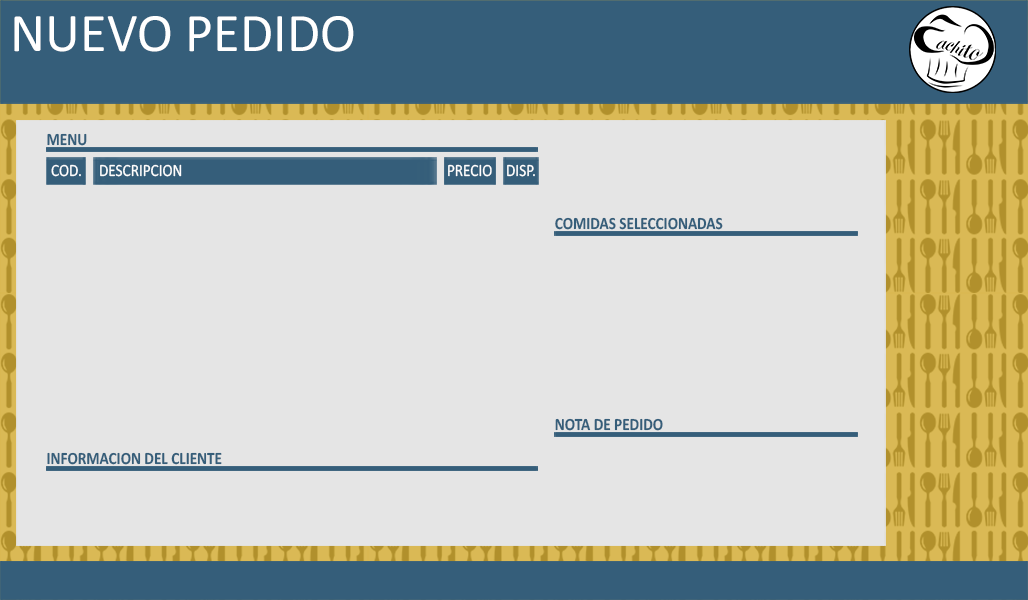 NUEVO PEDIDO
Cachito
MENU
COD. DESCRIPCION PRECIO DISP.
COMIDAS SELECCIONADAS
NOTA DE PEDIDO
INFORMACION DEL CLIENTE